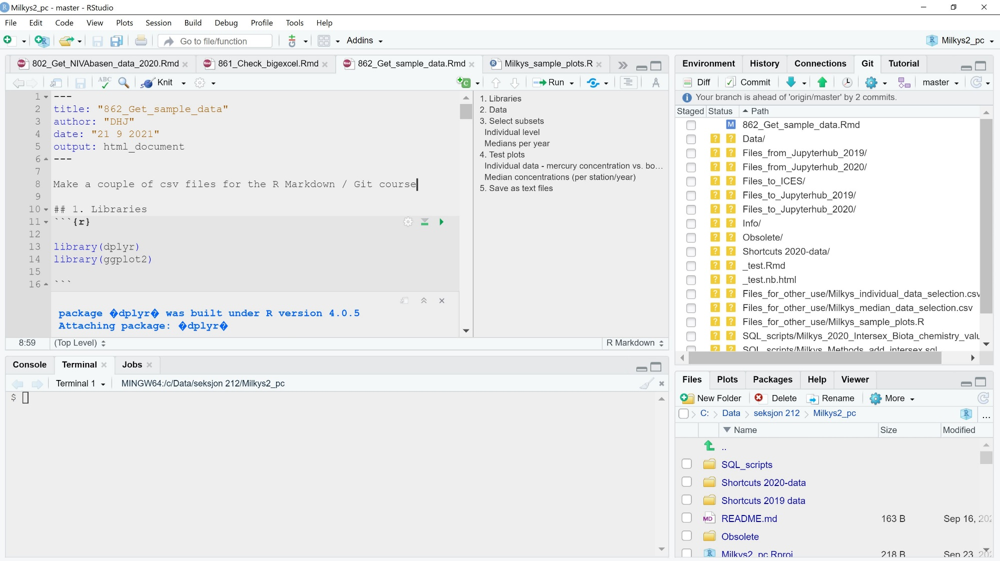 Milkys2_pc - master - RStudio
File Edit Code View Plots Session Build Debug Profile Tools Help
Go to file/function Addins Milkys2_pc
802_Get_NIVAbasen_data_2020.Rmd 861_Check_bigexcel.Rmd 862_Get_sample_data.Rmd Milkys_sample_plots.R
ABC Knit Run
1 ---
2 title: "862_Get_sample_data"
3 author: "DHJ"
4 date: "21 9 2021"
5 output: html_document
6 ---
7
8 Make a couple of csv files for the R Markdown / Git course
9
10 ## 1. Libraries
11 ```{r}
12
13 library(dplyr)
14 library(ggplot2)
15
16 ```
package �dplyr� was built under R version 4.0.5
Attaching package: �dplyr�
8:59 (Top Level) R Markdown
1. Libraries
2. Data
3. Select subsets
Individual level
Medians per year
4. Test plots
Individual data - mercury concentration vs. bo...
Median concentrations (per station/year)
5. Save as text files
Console Terminal Jobs
Terminal 1 MINGW64:/c/Data/seksjon 212/Milkys2_pc
$
Environment History Connections Git Tutorial
Diff Commit master
Your branch is ahead of 'origin/master' by 2 commits.
Staged Status Path
M 862_Get_sample_data.Rmd
? ? Data/
? ? Files_from_Jupyterhub_2019/
? ? Files_from_Jupyterhub_2020/
? ? Files_to_ICES/
? ? Files_to_Jupyterhub_2019/
? ? Files_to_Jupyterhub_2020/
? ? Info/
? ? Obsolete/
? ? Shortcuts 2020-data/
? ? _test.Rmd
? ? _test.nb.html
? ? Files_for_other_use/Milkys_individual_data_selection.csv
? ? Files_for_other_use/Milkys_median_data_selection.csv
? ? Files_for_other_use/Milkys_sample_plots.R
? ? SQL_scripts/Milkys_2020_Intersex_Biota_chemistry_valu
? ? SQL_scripts/Milkys_Methods_add_intersex.sql
Files Plots Packages Help Viewer
New Folder Delete Rename More
C: Data seksjon 212 Milkys2_pc ...
Name Size Modified
..
SQL_scripts
Shortcuts 2020-data
Shortcuts 2019 data
README.md 163 B Sep 16, 202
Obsolete
Milkys2_pc.Rproj 218 B Sep 23, 202